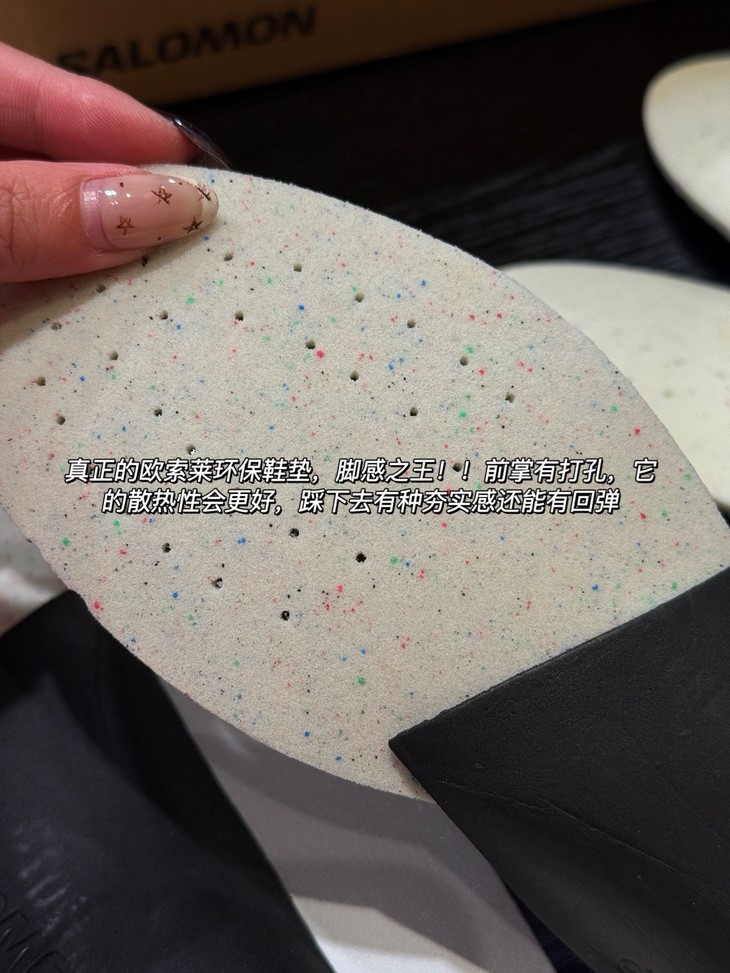 SALOMON
真正的欧索莱环保鞋垫，脚感之王！！前掌有打孔，它
的散热性会更好，踩下去有种夯实感还能有回弹